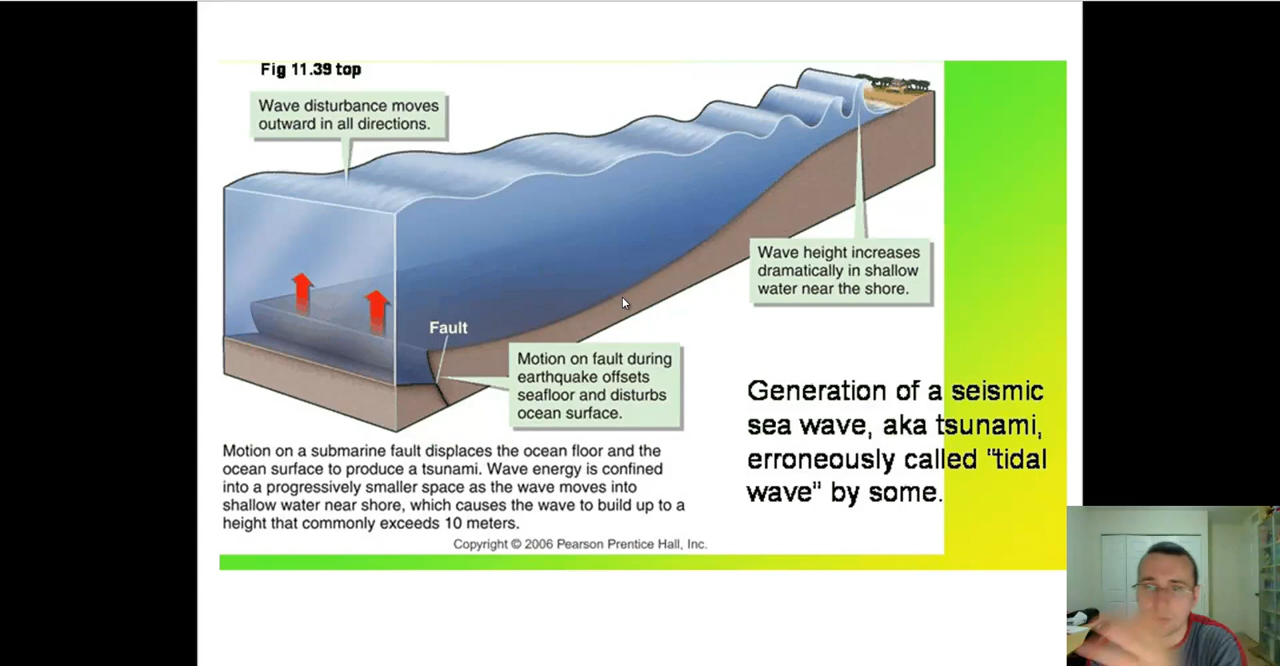 Fig 11.39 top
Wave disturbance moves
outward in all directions.
Wave height increases
dramatically in shallow
water near the shore.
Fault
Motion on fault during
earthquake offsets
seafloor and disturbs
ocean surface.
Generation of a seismic
sea wave, aka tsunami,
erroneously called "tidal
wave" by some.
Motion on a submarine fault displaces the ocean floor and the
ocean surface to produce a tsunami. Wave energy is confined
into a progressively smaller space as the wave moves into
shallow water near shore, which causes the wave to build up to a
height that commonly exceeds 10 meters.
Copyright © 2006 Pearson Prentice Hall, Inc.